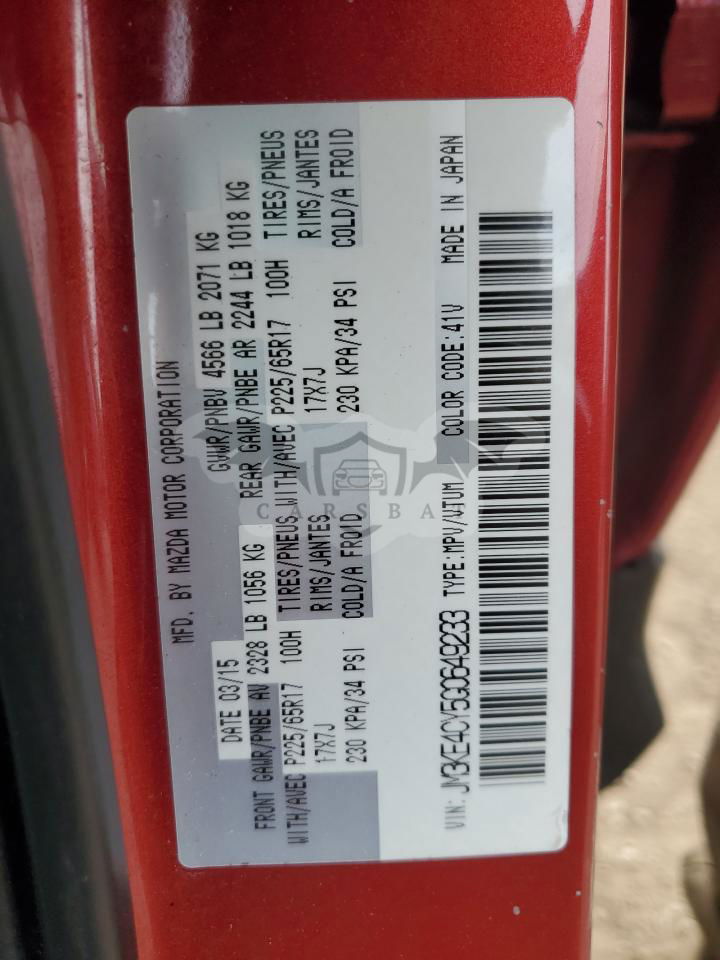 MFD. BY MAZDA MOTOR CORPORATION
DATE 03/15 GVWR/PNBV 4566 LB 2071 KG
FRONT GAWR/PNBE AV 2328 LB 1056 KG REAR GAWR/PNBE AR 2244 LB 1018 KG
WITH/AVEC P225/65R17 100H TIRES/PNEUS WITH/AVEC P225/65R17 100H TIRES/PNEUS
17X7J RIMS/JANTES 17X7J RIMS/JANTES
230 KPA/34 PSI COLD/A FROID 230 KPA/34 PSI COLD/A FROID
VIN: JM3KE4CY5G0649233 TYPE:MPV/VTUM COLOR CODE:41V MADE IN JAPAN